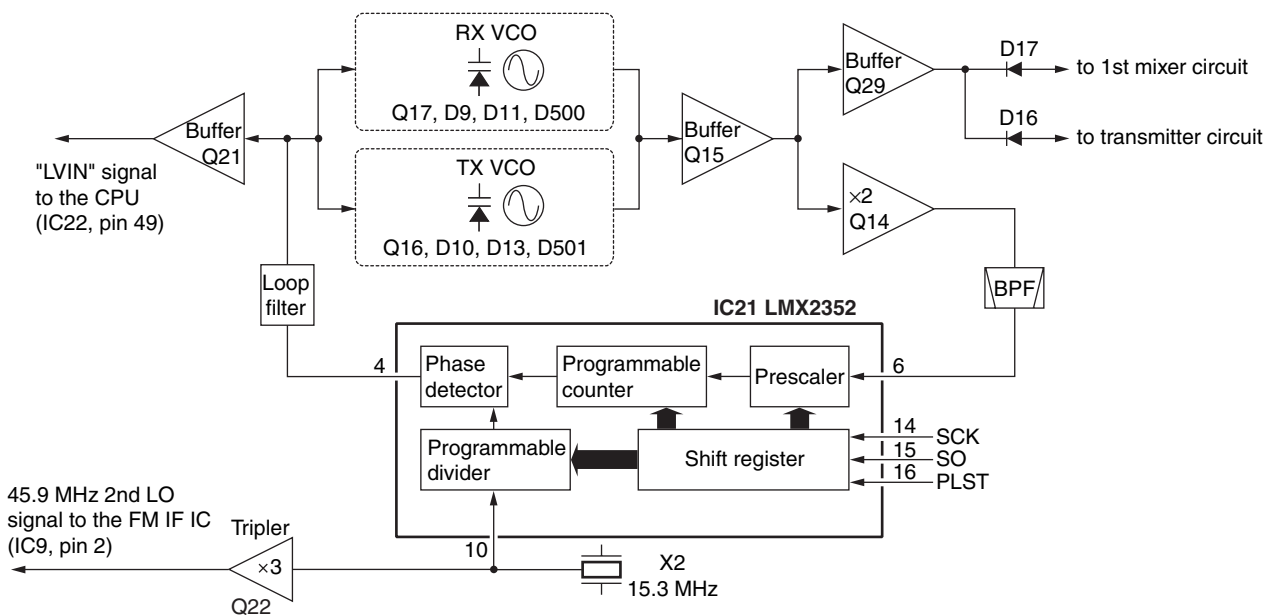 RX VCO
Q17, D9, D11, D500
Buffer
Q21
"LVIN" signal
to the CPU
(IC22, pin 49)
TX VCO
Q16, D10, D13, D501
Buffer
Q15
Buffer
Q29
D17
to 1st mixer circuit
D16
to transmitter circuit
×2
Q14
Loop
filter
BPF
IC21 LMX2352
4
Phase
detector
Programmable
counter
Prescaler
6
Programmable
divider
Shift register
14
SCK
15
SO
16
PLST
45.9 MHz 2nd LO
signal to the FM IF IC
(IC9, pin 2)
Tripler
×3
Q22
10
X2
15.3 MHz